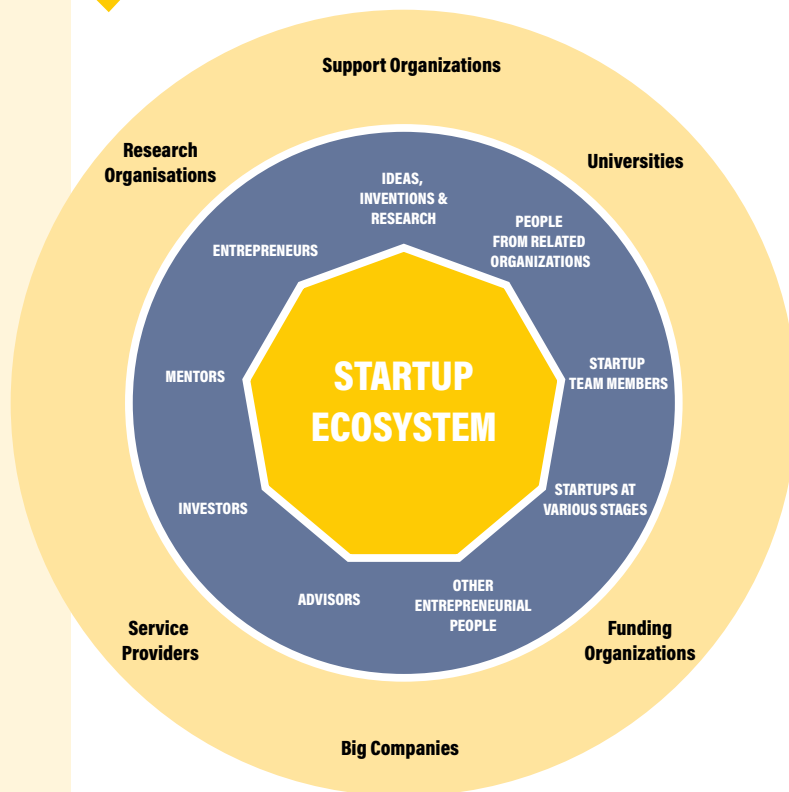 Support Organizations
Research
Organisations
Universities
IDEAS,
INVENTIONS &
RESEARCH
PEOPLE
FROM RELATED
ORGANIZATIONS
ENTREPRENEURS
STARTUP
ECOSYSTEM
MENTORS
STARTUP
TEAM MEMBERS
INVESTORS
STARTUPS AT
VARIOUS STAGES
ADVISORS
OTHER
ENTREPRENEURIAL
PEOPLE
Service
Providers
Funding
Organizations
Big Companies